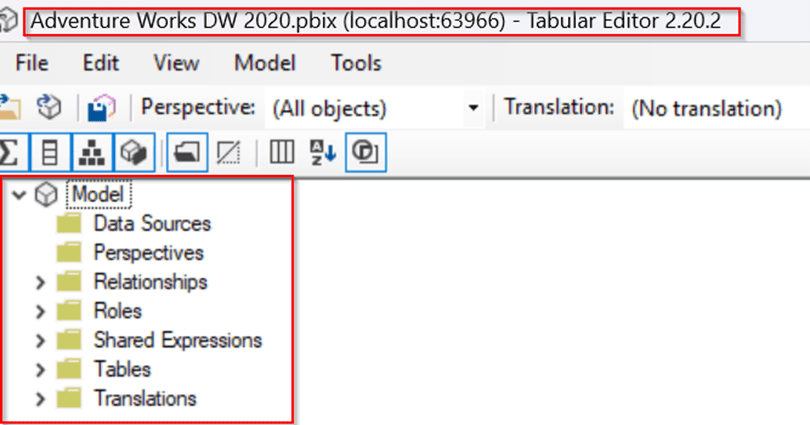 Adventure Works DW 2020.pbix (localhost:63966) - Tabular Editor 2.20.2
File Edit View Model Tools
Perspective: (All objects) Translation: (No translation)
Model
Data Sources
Perspectives
Relationships
Roles
Shared Expressions
Tables
Translations